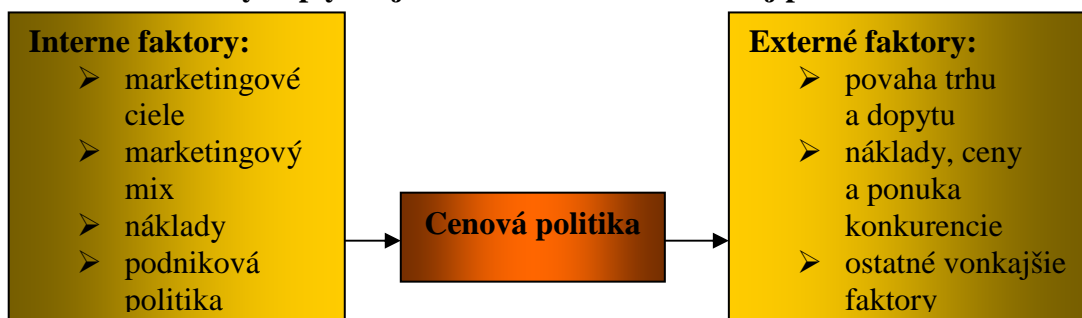 Interne faktory:
➢ marketingové
ciele
➢ marketingový
mix
➢ náklady
➢ podniková
politika
Cenová politika
Externé faktory:
➢ povaha trhu
a dopytu
➢ náklady, ceny
a ponuka
konkurencie
➢ ostatné vonkajšie
faktory